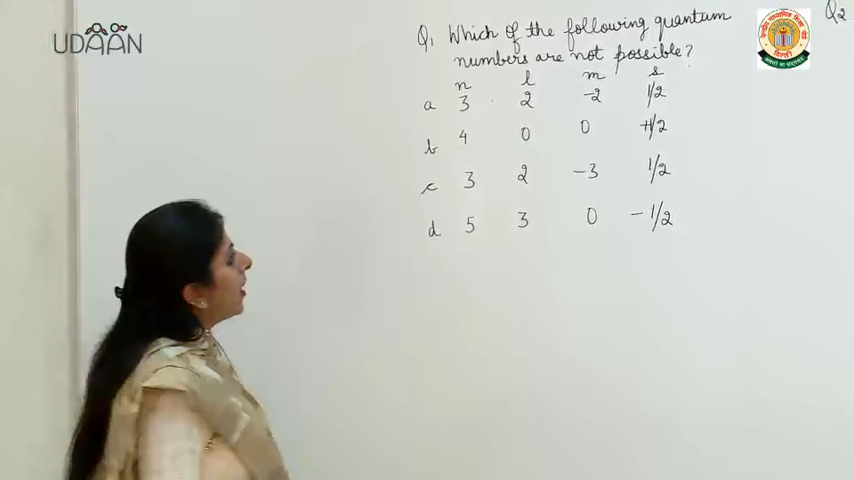 UDAAN
Q1 Which of the following quantum
numbers are not possible?
n l m s
a 3 2 -2 1/2
b 4 0 0 +1/2
c 3 2 -3 1/2
d 5 3 0 -1/2
Q2